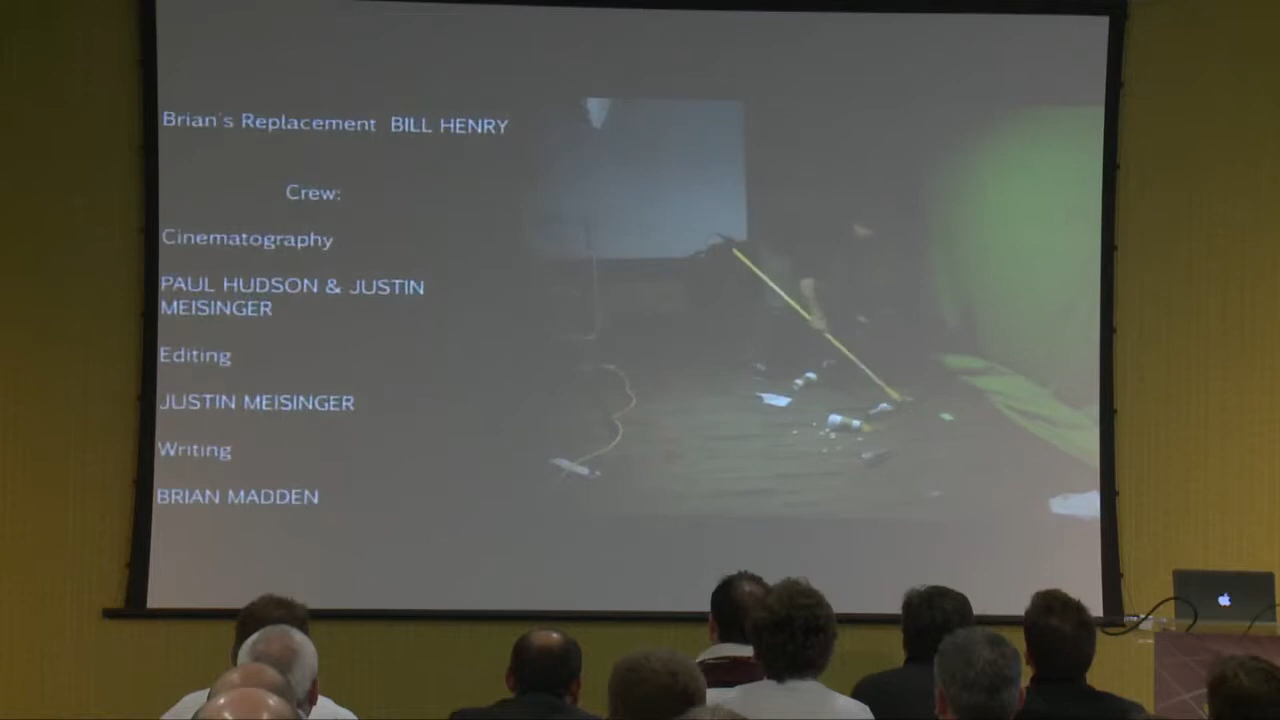 Brian's Replacement BILL HENRY
Crew:
Cinematography
PAUL HUDSON & JUSTIN
MEISINGER
Editing
JUSTIN MEISINGER
Writing
BRIAN MADDEN